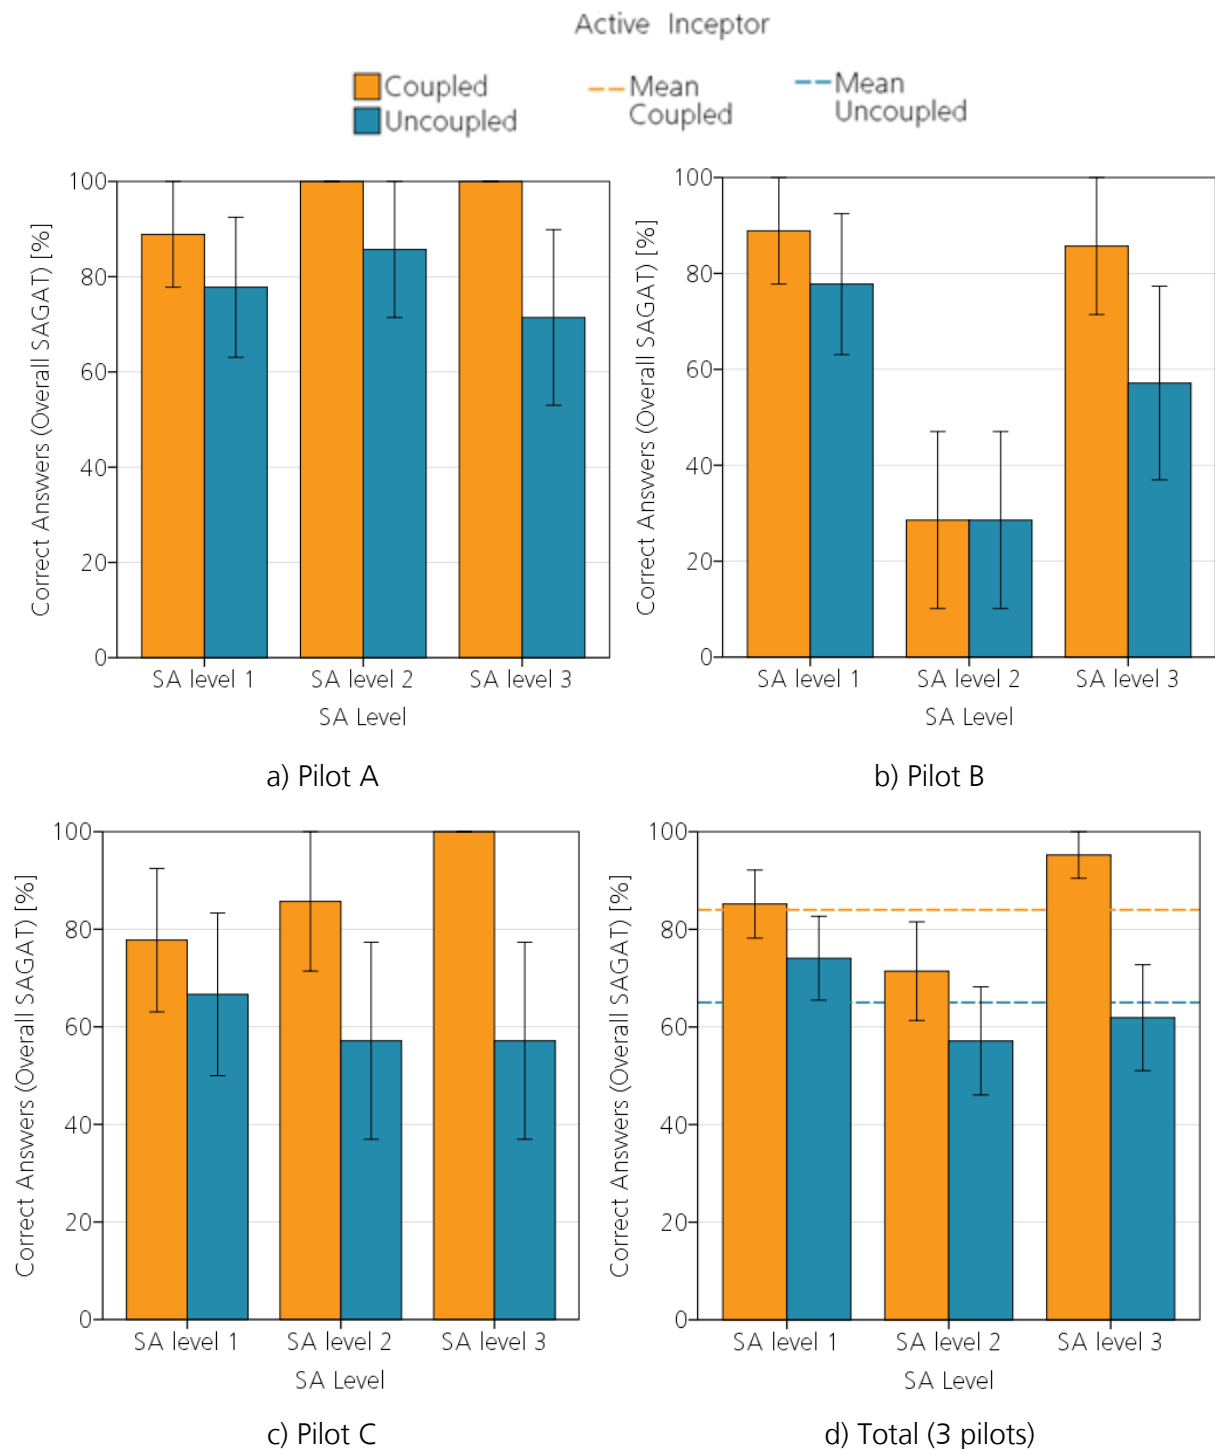 Active Inceptor
Coupled
Uncoupled
Mean
Coupled
Mean
Uncoupled
Correct Answers (Overall SAGAT) [%]
100
80
60
40
20
0
SA level 1
SA level 2
SA level 3
SA Level
a) Pilot A
Correct Answers (Overall SAGAT) [%]
100
80
60
40
20
0
SA level 1
SA level 2
SA level 3
SA Level
b) Pilot B
Correct Answers (Overall SAGAT) [%]
100
80
60
40
20
0
SA level 1
SA level 2
SA level 3
SA Level
c) Pilot C
Correct Answers (Overall SAGAT) [%]
100
80
60
40
20
0
SA level 1
SA level 2
SA level 3
SA Level
d) Total (3 pilots)